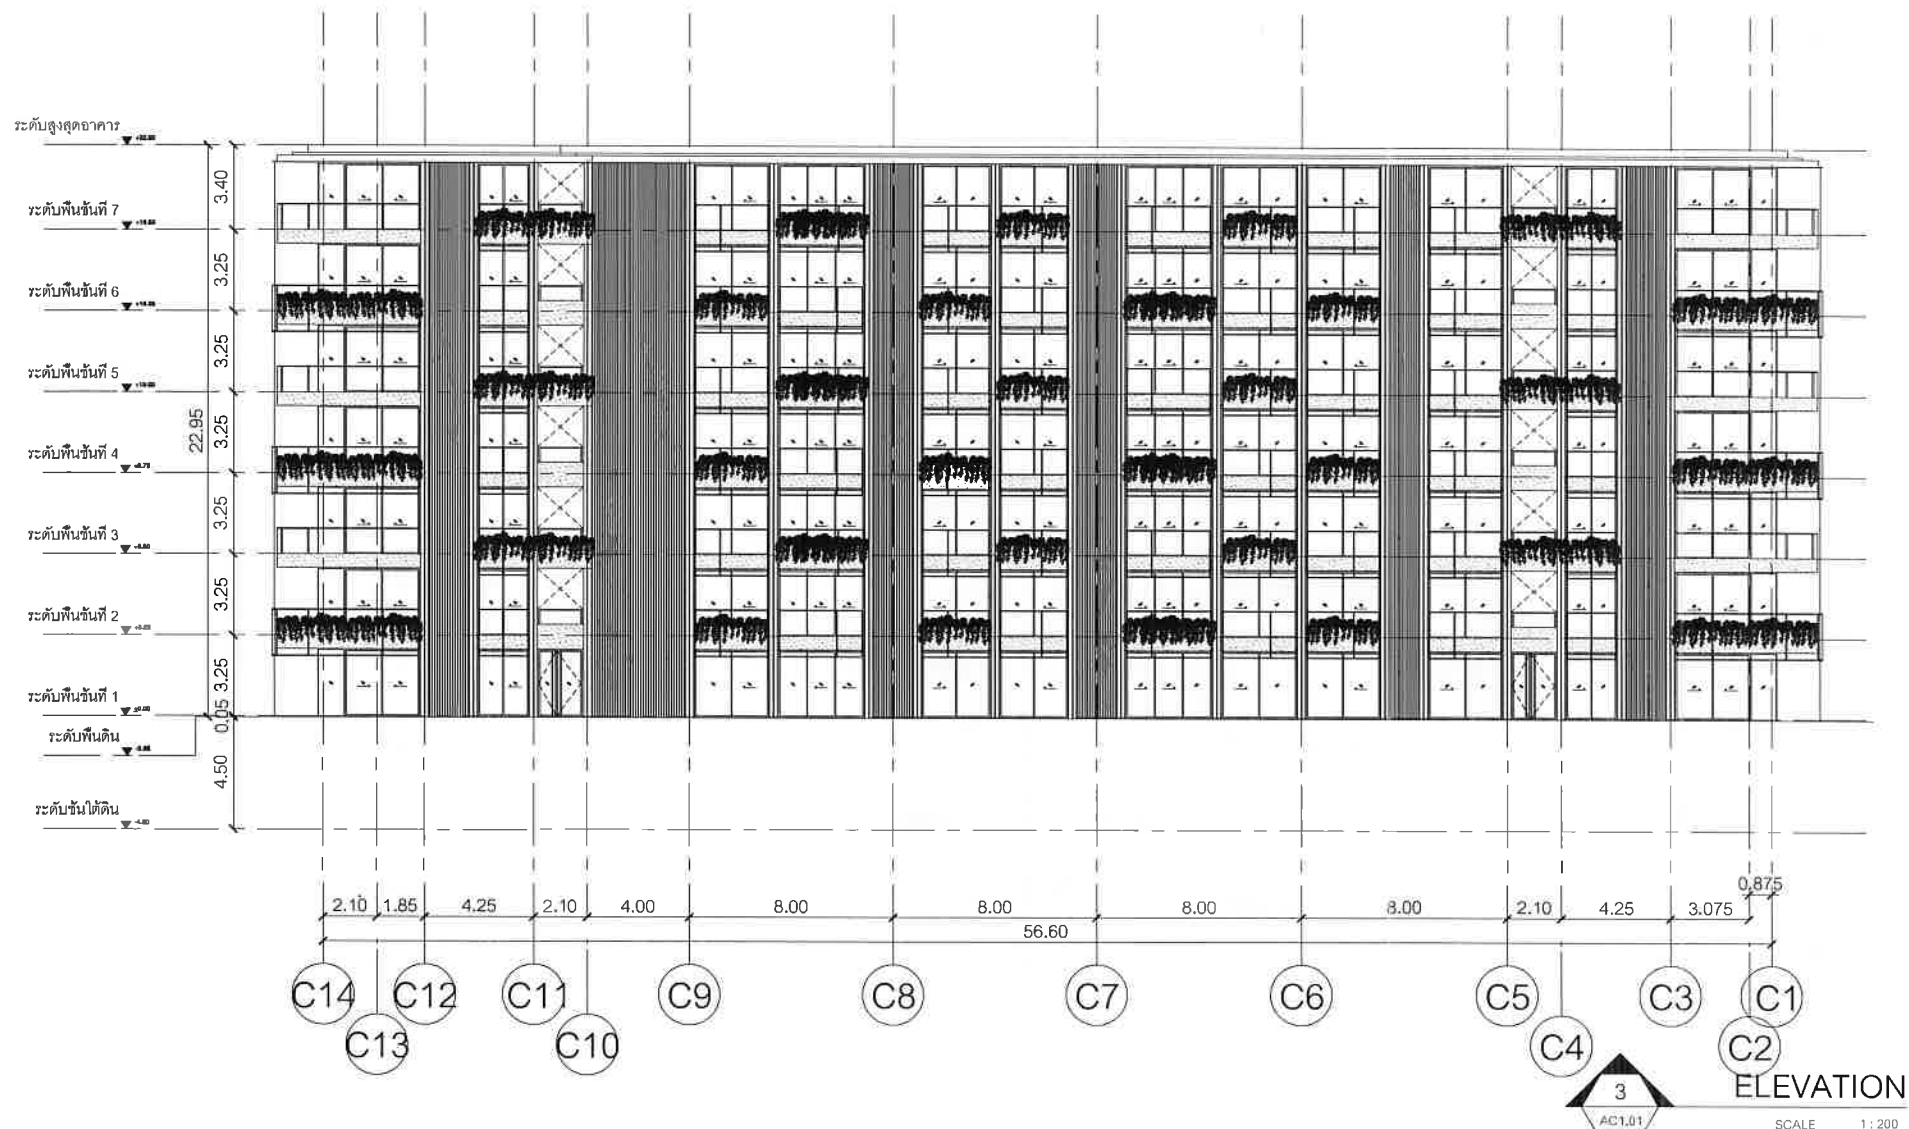 ระดับสูงสุดอาคาร
3.40
ระดับพื้นชั้นที่ 7
3.25
ระดับพื้นชั้นที่ 6
3.25
ระดับพื้นชั้นที่ 5
22.95
3.25
ระดับพื้นชั้นที่ 4
3.25
ระดับพื้นชั้นที่ 3
3.25
ระดับพื้นชั้นที่ 2
3.25
ระดับพื้นชั้นที่ 1
0.05
ระดับพื้นดิน
4.50
ระดับชั้นใต้ดิน
0.875
2.10 1.85 4.25 2.10 4.00 8.00 8.00 8.00 8.00 2.10 4.25 3.075
56.60
C14 C12 C11 C9 C8 C7 C6 C5 C3 C1
C13 C10 C4 C2
3
AC1.01
ELEVATION
SCALE 1 : 200